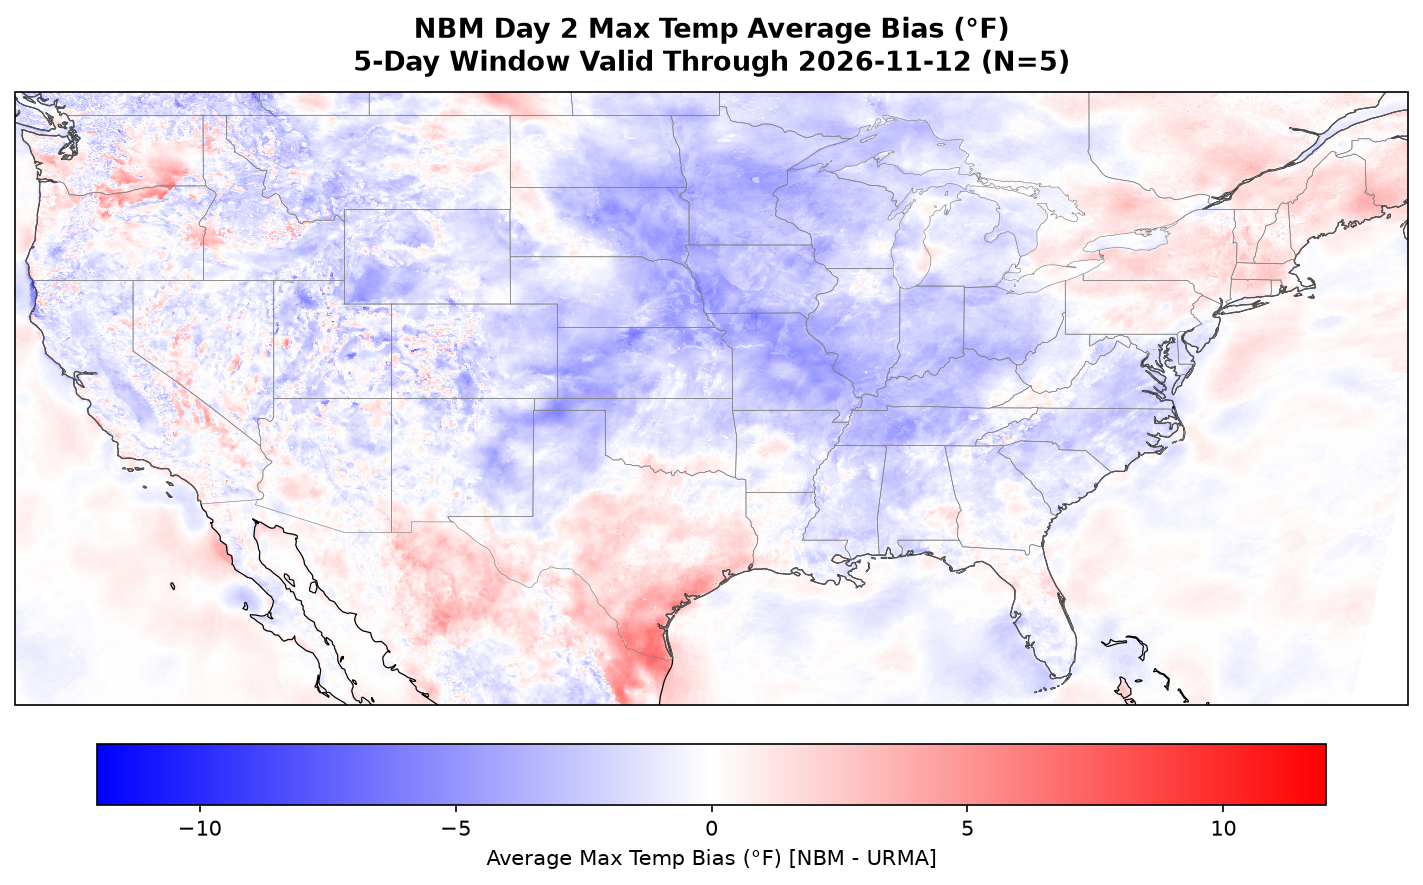 NBM Day 2 Max Temp Average Bias (°F)
5-Day Window Valid Through 2026-11-12 (N=5)
−10 −5 0 5 10
Average Max Temp Bias (°F) [NBM - URMA]